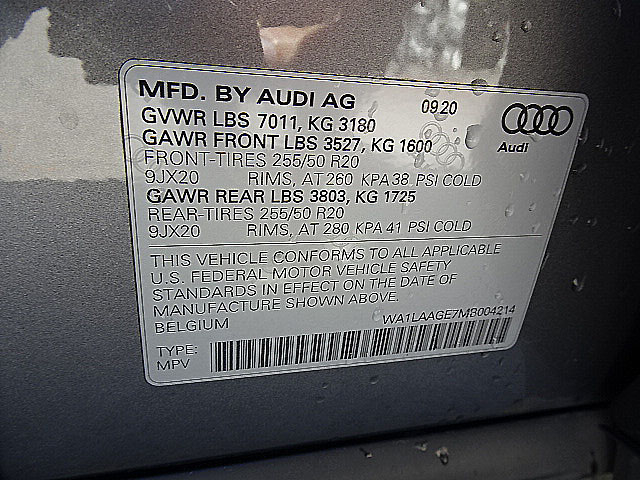 MFD. BY AUDI AG 09.20
GVWR LBS 7011, KG 3180
GAWR FRONT LBS 3527, KG 1600
FRONT-TIRES 255/50 R20
9JX20 RIMS, AT 260 KPA 38 PSI COLD
GAWR REAR LBS 3803, KG 1725
REAR-TIRES 255/50 R20
9JX20 RIMS, AT 280 KPA 41 PSI COLD
Audi
THIS VEHICLE CONFORMS TO ALL APPLICABLE
U.S. FEDERAL MOTOR VEHICLE SAFETY
STANDARDS IN EFFECT ON THE DATE OF
MANUFACTURE SHOWN ABOVE.
BELGIUM
WA1LAAGE7MB004214
TYPE:
MPV